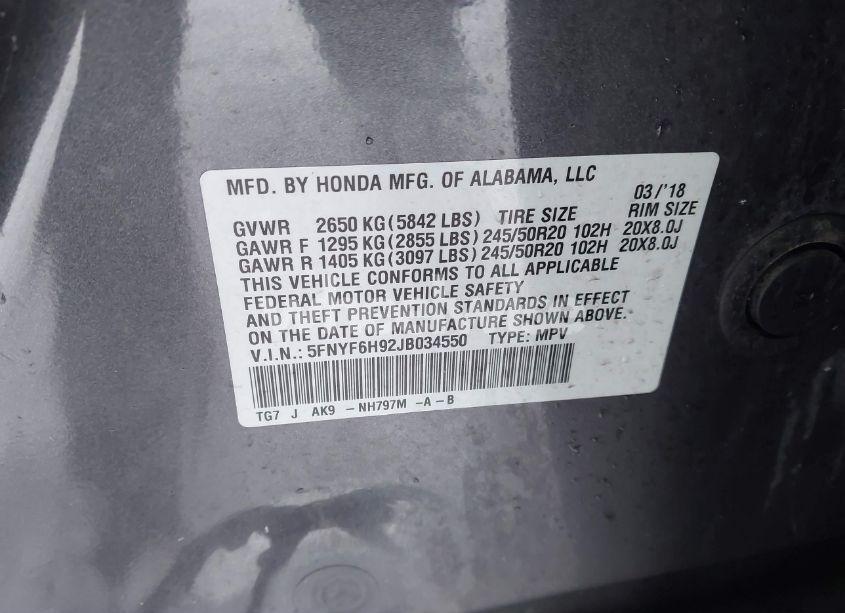 MFD. BY HONDA MFG. OF ALABAMA, LLC 03/'18
GVWR 2650 KG(5842 LBS) TIRE SIZE RIM SIZE
GAWR F 1295 KG(2855 LBS) 245/50R20 102H 20X8.0J
GAWR R 1405 KG(3097 LBS) 245/50R20 102H 20X8.0J
THIS VEHICLE CONFORMS TO ALL APPLICABLE
FEDERAL MOTOR VEHICLE SAFETY
AND THEFT PREVENTION STANDARDS IN EFFECT
ON THE DATE OF MANUFACTURE SHOWN ABOVE.
V.I.N.: 5FNYF6H92JB034550 TYPE: MPV
TG7 J AK9 -NH797M -A-B